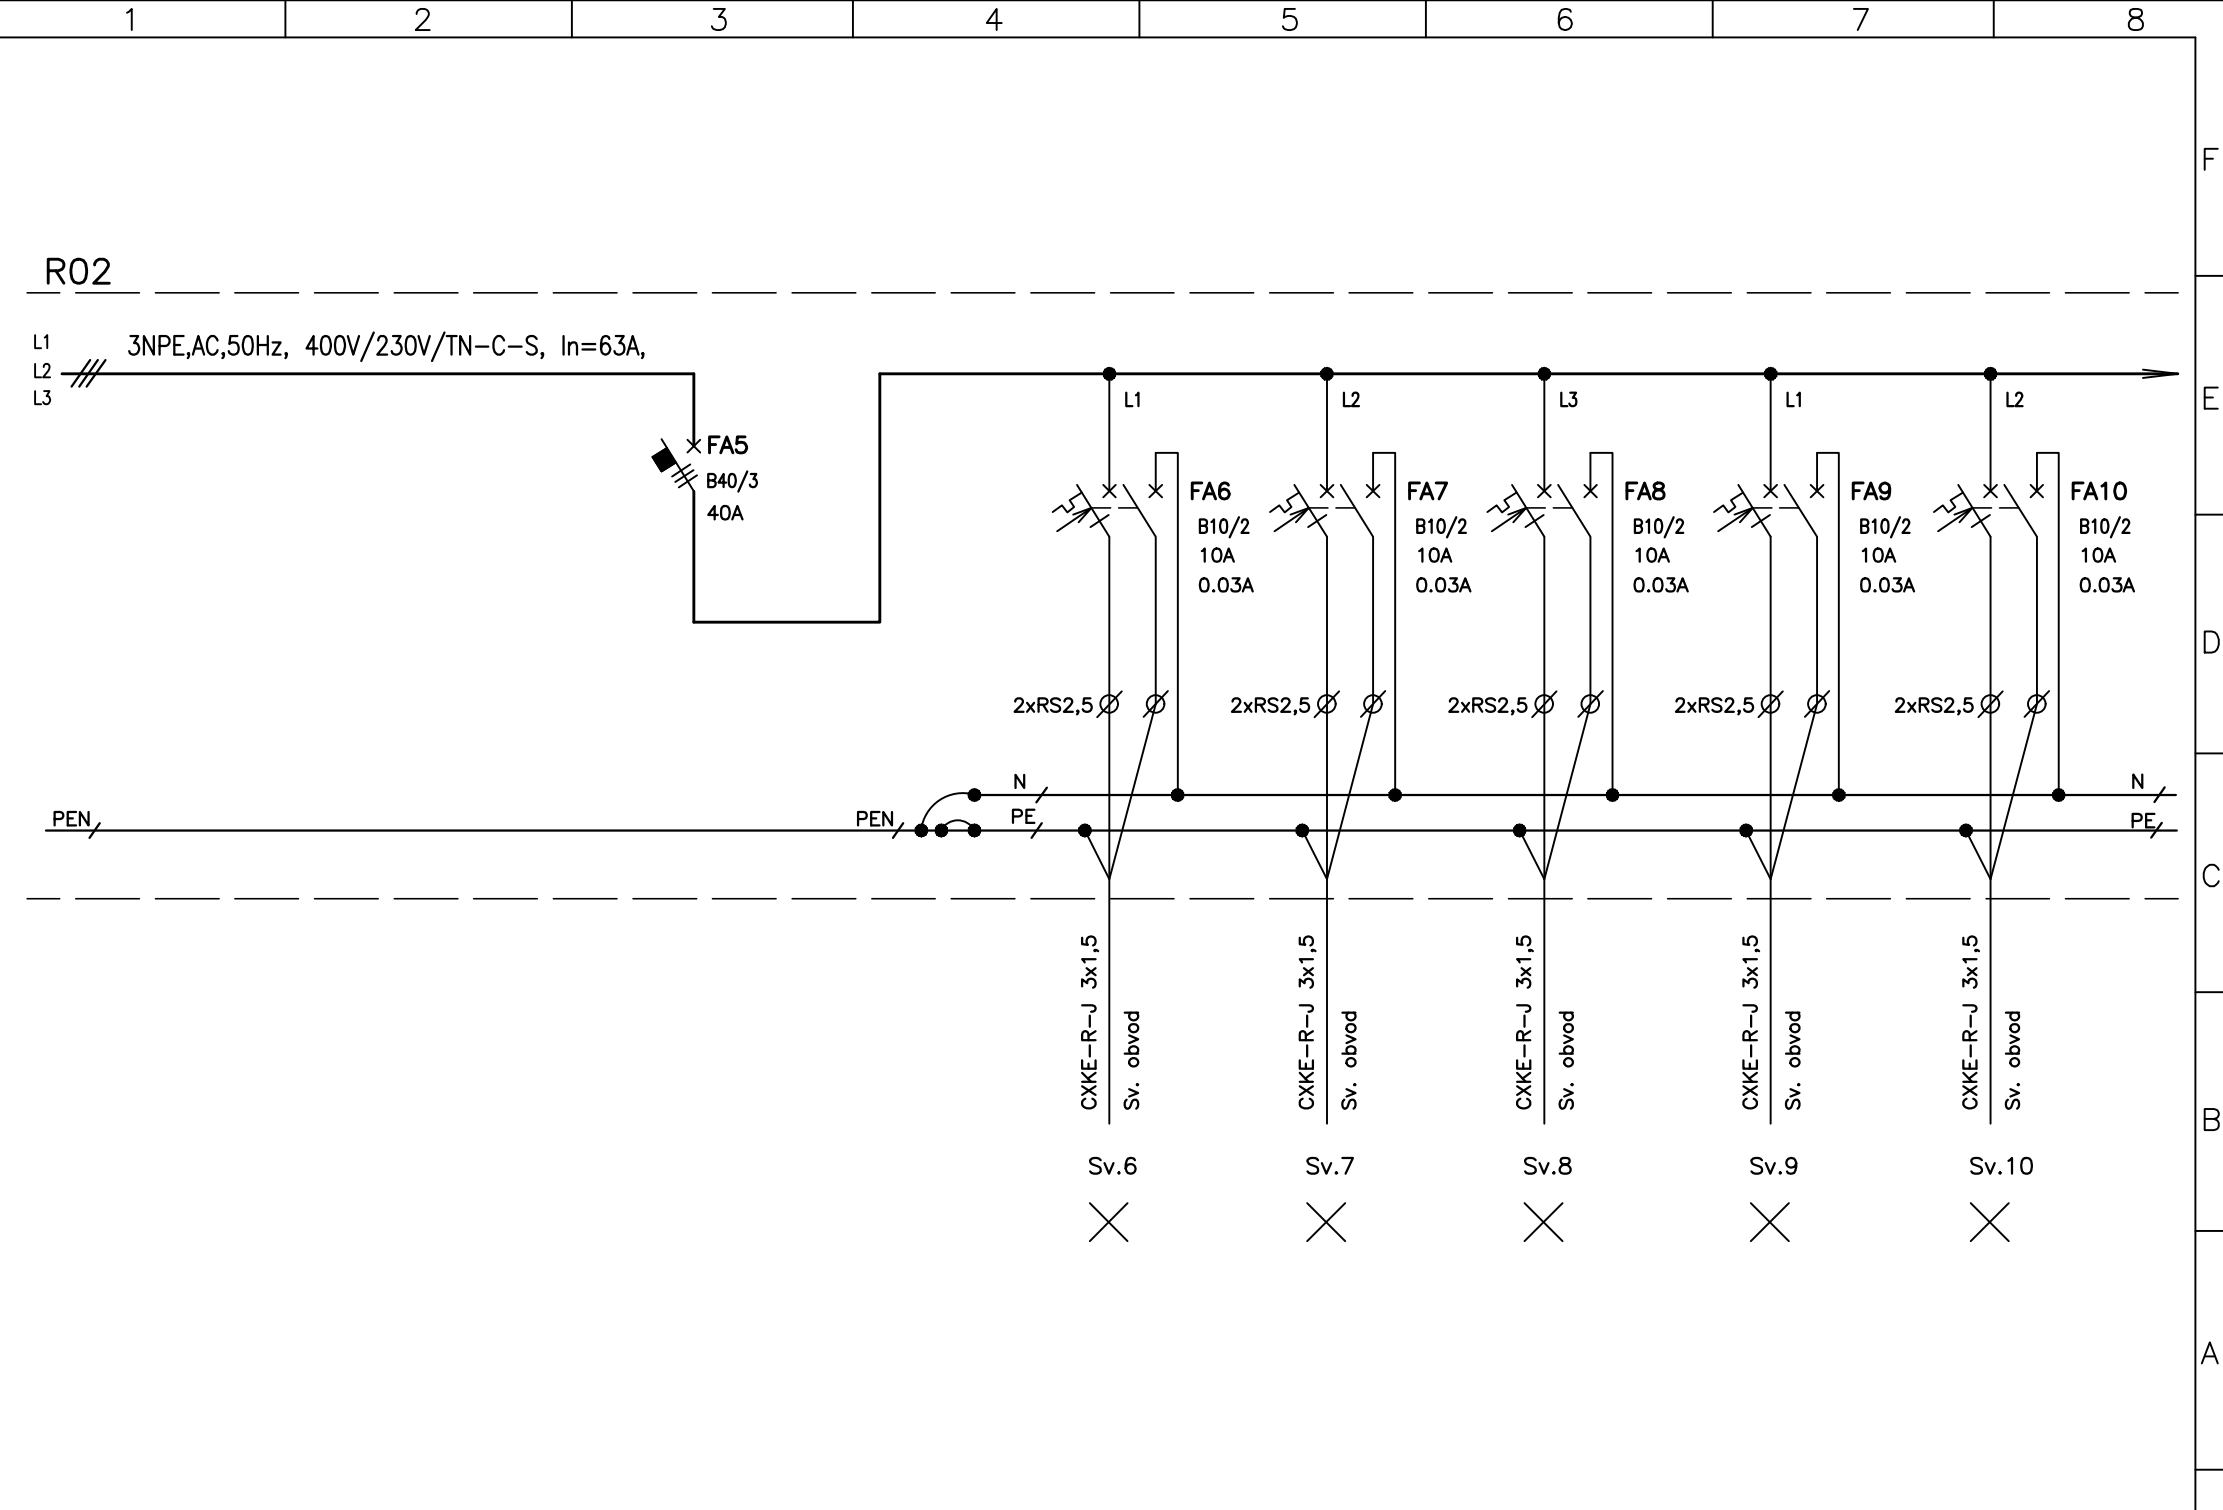 1 2 3 4 5 6 7 8
F
R02
L1
3NPE,AC,50Hz, 400V/230V/TN-C-S, In=63A,
L2
L3
E
L1 L2 L3 L1 L2
FA5
B40/3
40A
FA6 FA7 FA8 FA9 FA10
B10/2 B10/2 B10/2 B10/2 B10/2
10A 10A 10A 10A 10A
0.03A 0.03A 0.03A 0.03A 0.03A
D
2xRS2,5 2xRS2,5 2xRS2,5 2xRS2,5 2xRS2,5
N N
PEN PEN PE PE
C
CXKE-R-J 3x1,5
Sv. obvod
CXKE-R-J 3x1,5
Sv. obvod
CXKE-R-J 3x1,5
Sv. obvod
CXKE-R-J 3x1,5
Sv. obvod
CXKE-R-J 3x1,5
Sv. obvod
B
Sv.6 Sv.7 Sv.8 Sv.9 Sv.10
A